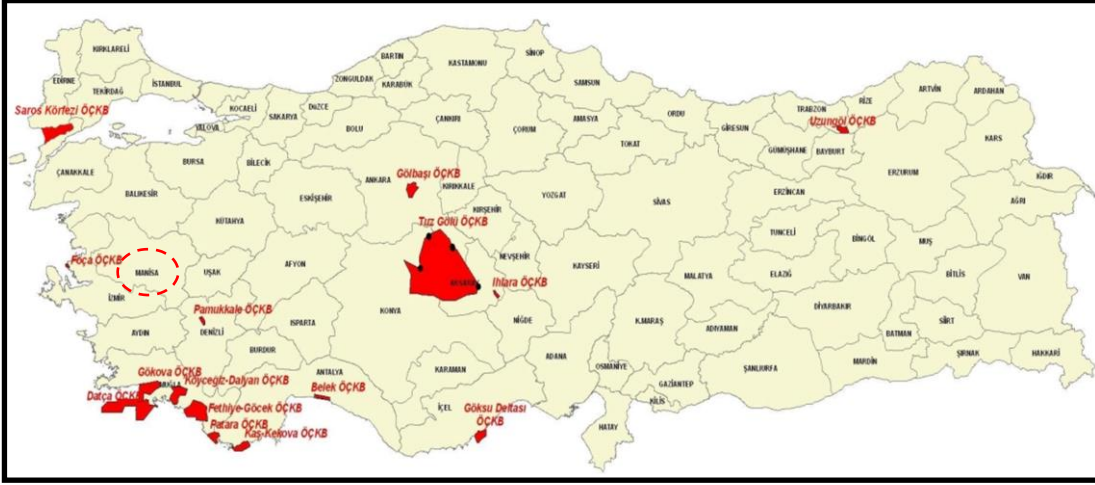 KIRKLARELİ
EDİRNE
TEKİRDAĞ
İSTANBUL
Saros Körfezi ÖÇKB
KOCAELİ
YALOVA
SAKARYA
DÜZCE
ZONGULDAK
BARTIN
KARABÜK
KASTAMONU
SİNOP
SAMSUN
ÇANKIRI
BOLU
ÇORUM
AMASYA
ORDU
TOKAT
GİRESUN
TRABZON
RİZE
ARTVİN
ARDAHAN
Uzungöl ÖÇKB
GÜMÜŞHANE
BAYBURT
KARS
ERZURUM
IĞDIR
AĞRI
ÇANAKKALE
BALIKESİR
BURSA
BİLECİK
ESKİŞEHİR
KÜTAHYA
ANKARA
Gölbaşı ÖÇKB
KIRIKKALE
KIRŞEHİR
YOZGAT
SİVAS
ERZİNCAN
TUNCELİ
BİNGÖL
MUŞ
BİTLİS
VAN
Tuz Gölü ÖÇKB
NEVŞEHİR
KAYSERİ
MALATYA
ELAZIĞ
Foça ÖÇKB
MANİSA
UŞAK
AFYON
İZMİR
Ihlara ÖÇKB
KONYA
NİĞDE
K.MARAŞ
ADIYAMAN
DİYARBAKIR
BATMAN
SİİRT
ŞIRNAK
HAKKARİ
Pamukkale ÖÇKB
AYDIN
DENİZLİ
ISPARTA
BURDUR
ANTALYA
KARAMAN
ADANA
OSMANİYE
GAZİANTEP
KİLİS
ŞANLIURFA
MARDİN
Gökova ÖÇKB
Köyceğiz-Dalyan ÖÇKB
Datça ÖÇKB
Fethiye-Göcek ÖÇKB
Patara ÖÇKB
Kaş-Kekova ÖÇKB
Belek ÖÇKB
İÇEL
Göksu Deltası
ÖÇKB
HATAY